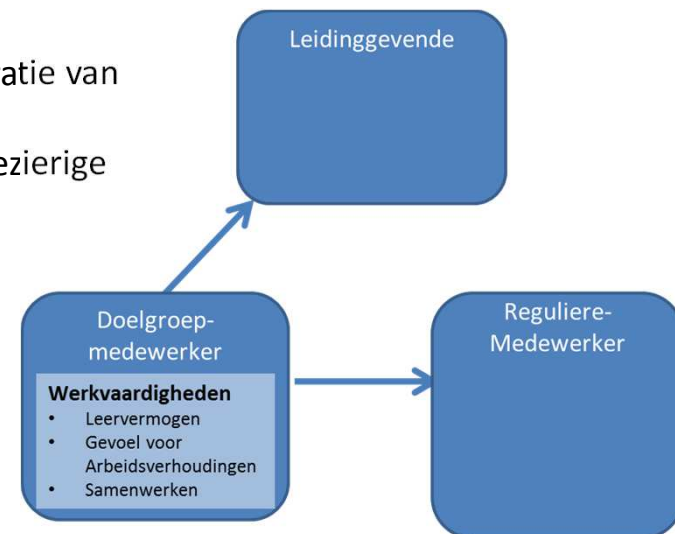 Leidinggevende
atie van
ezierige
Doelgroep-
medewerker
Werkvaardigheden
• Leervermogen
• Gevoel voor
Arbeidsverhoudingen
• Samenwerken
Reguliere-
Medewerker